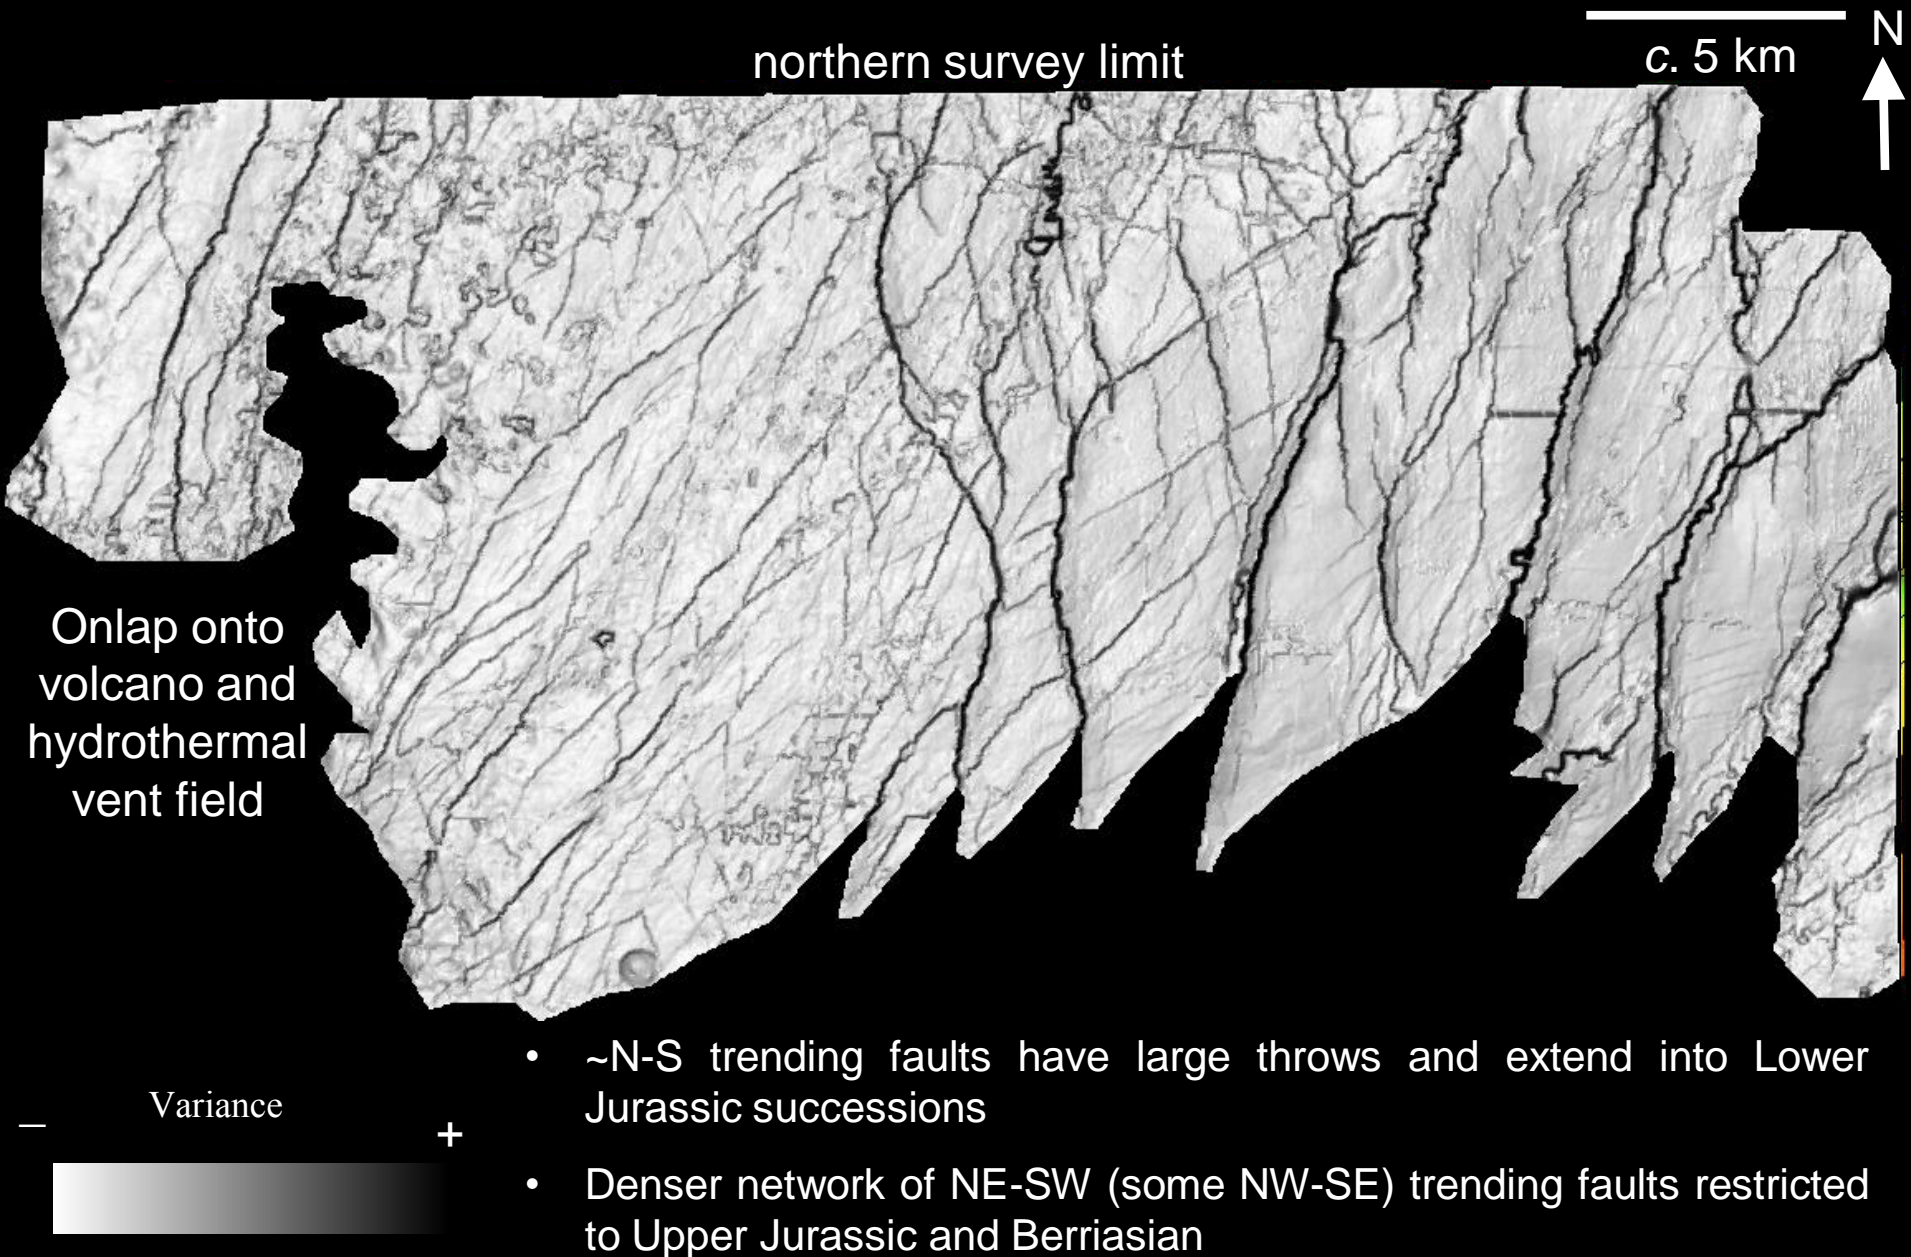 N
northern survey limit
c. 5 km
Onlap onto
volcano and
hydrothermal
vent field
• ~N-S trending faults have large throws and extend into Lower
Jurassic successions
Variance
– +
• Denser network of NE-SW (some NW-SE) trending faults restricted
to Upper Jurassic and Berriasian